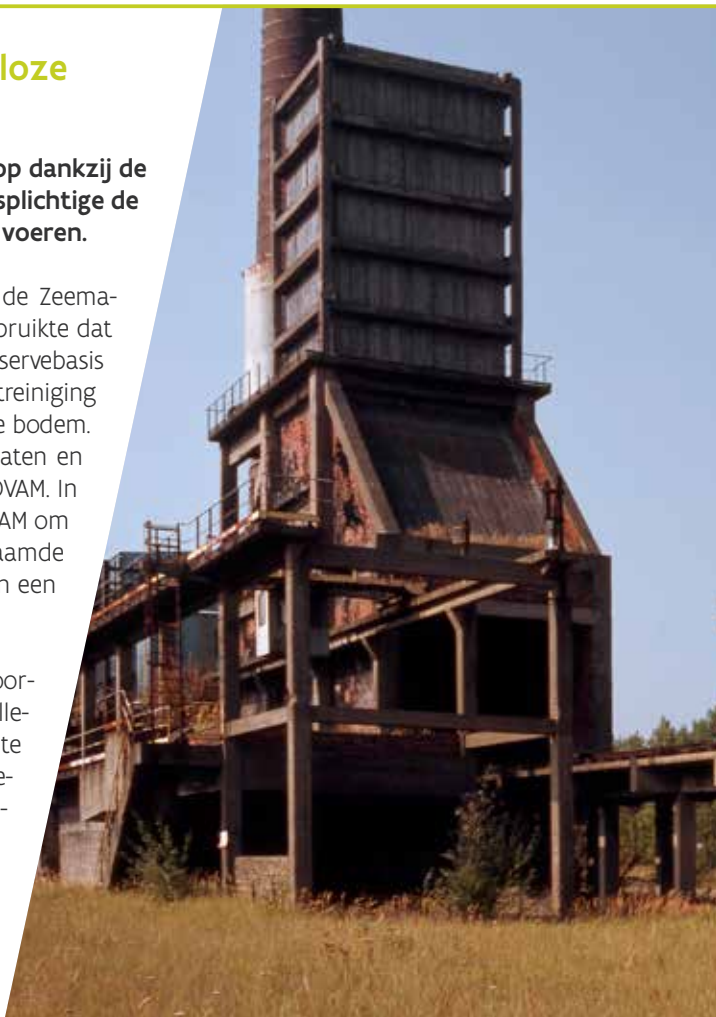 loze
op dankzij de
splichtige de
voeren.
de Zeema-
bruikte dat
servebasis
treiniging
e bodem.
aten en
OVAM. In
AM om
aamde
n een
oor-
lle-
te
e-
-